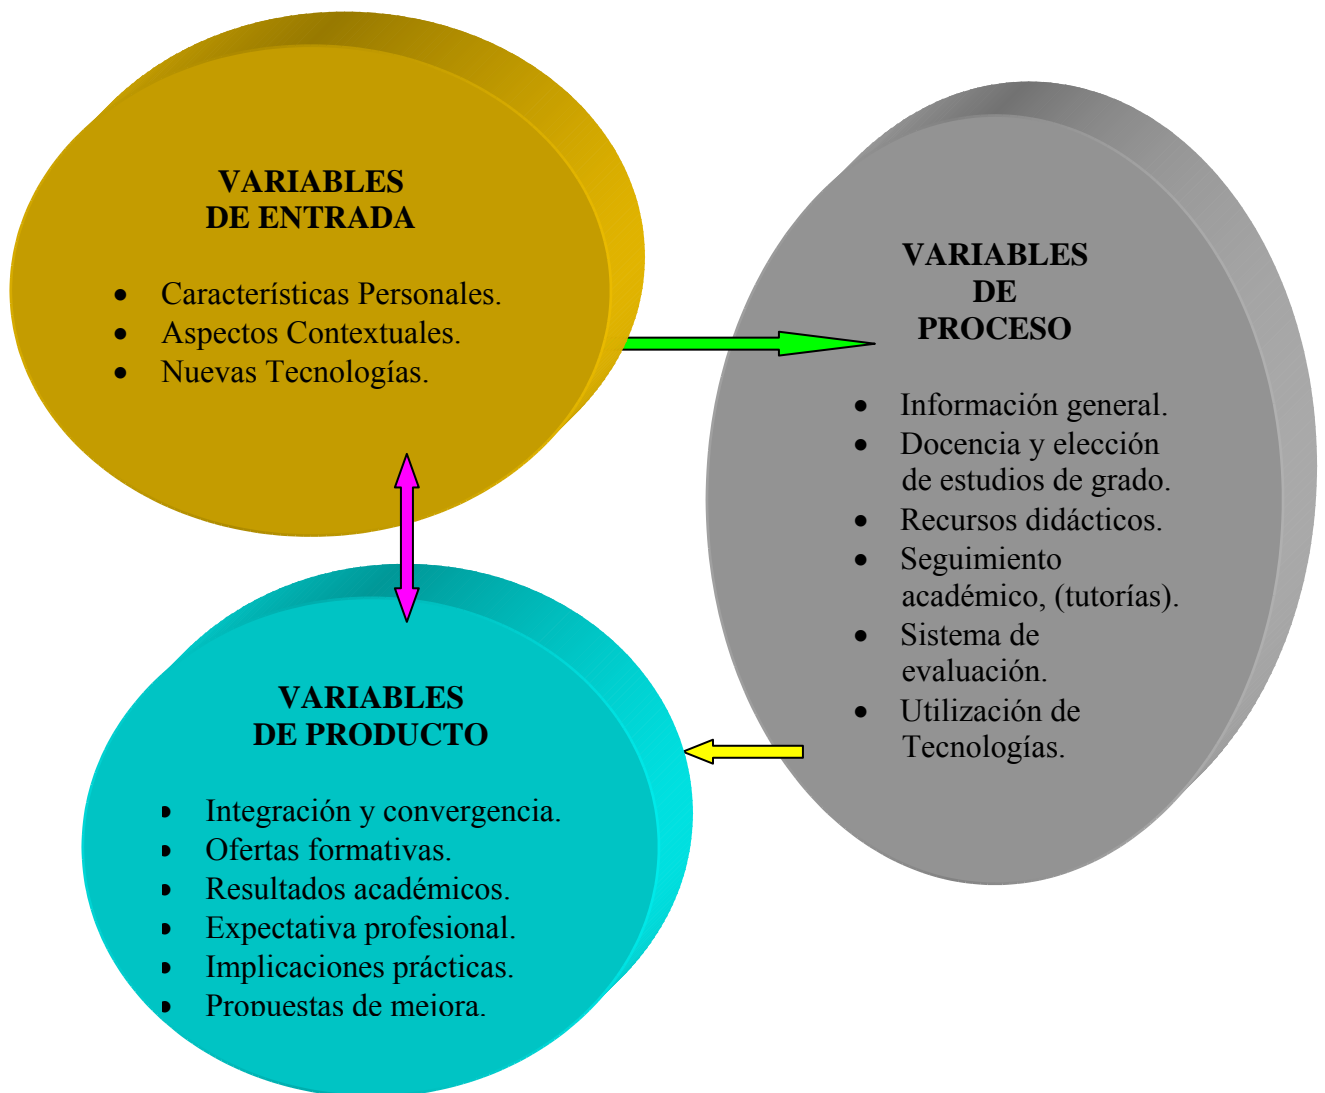 VARIABLES
DE ENTRADA
• Características Personales.
• Aspectos Contextuales.
• Nuevas Tecnologías.
VARIABLES
DE
PROCESO
• Información general.
• Docencia y elección
de estudios de grado.
• Recursos didácticos.
• Seguimiento
académico, (tutorías).
• Sistema de
evaluación.
• Utilización de
Tecnologías.
VARIABLES
DE PRODUCTO
• Integración y convergencia.
• Ofertas formativas.
• Resultados académicos.
• Expectativa profesional.
• Implicaciones prácticas.
• Propuestas de mejora.